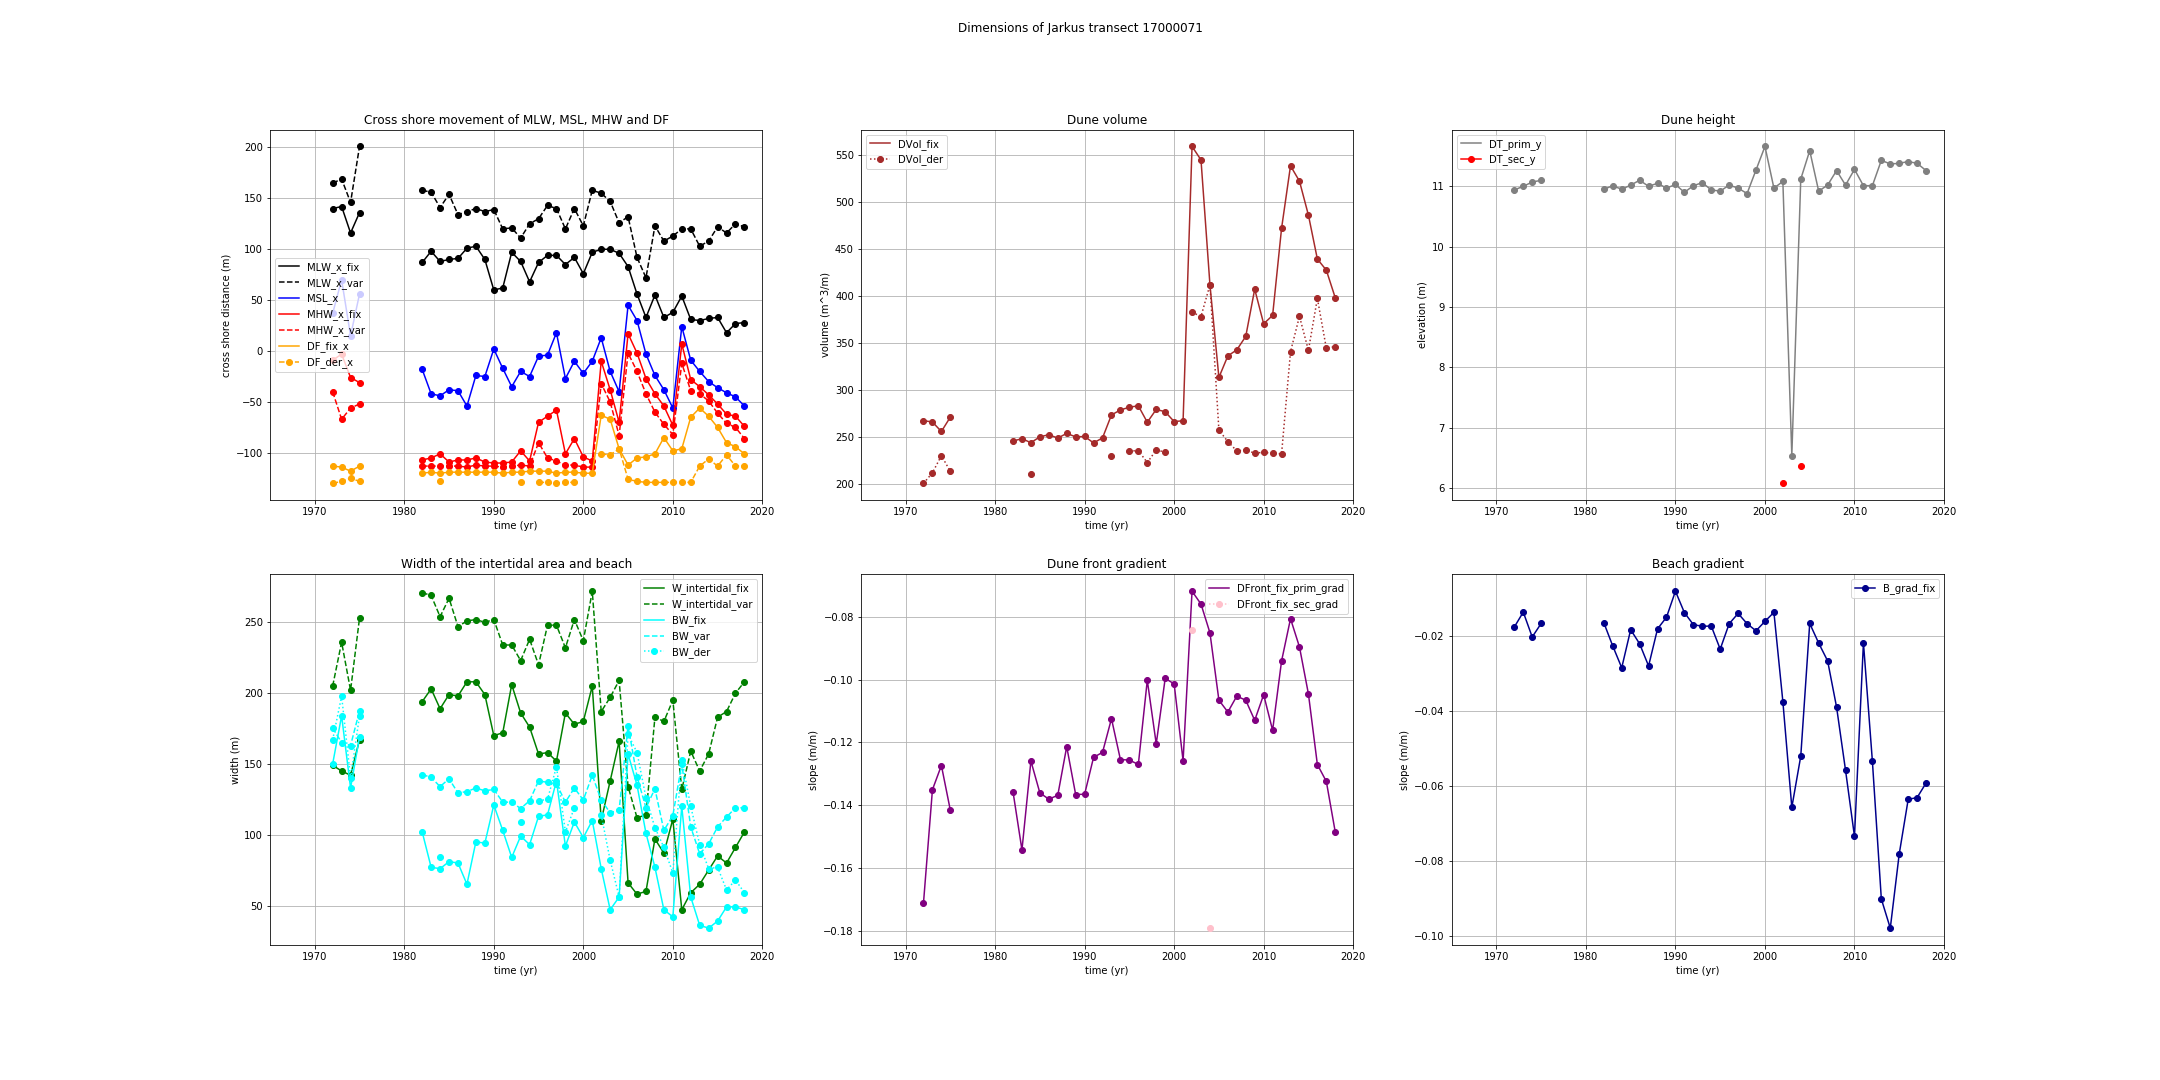 Dimensions of Jarkus transect 17000071
Cross shore movement of MLW, MSL, MHW and DF
200
150
100
50
0
−50
−100
cross shore distance (m)
MLW_x_fix
MLW_x_var
MSL_x
MHW_x_fix
MHW_x_var
DF_fix_x
DF_der_x
1970 1980 1990 2000 2010 2020
time (yr)
Dune volume
550
500
450
400
350
300
250
200
volume (m^3/m)
DVol_fix
DVol_der
1970 1980 1990 2000 2010 2020
time (yr)
Dune height
11
10
9
8
7
6
elevation (m)
DT_prim_y
DT_sec_y
1970 1980 1990 2000 2010 2020
time (yr)
Width of the intertidal area and beach
250
200
150
100
50
width (m)
W_intertidal_fix
W_intertidal_var
BW_fix
BW_var
BW_der
1970 1980 1990 2000 2010 2020
time (yr)
Dune front gradient
−0.08
−0.10
−0.12
−0.14
−0.16
−0.18
slope (m/m)
DFront_fix_prim_grad
DFront_fix_sec_grad
1970 1980 1990 2000 2010 2020
time (yr)
Beach gradient
−0.02
−0.04
−0.06
−0.08
−0.10
slope (m/m)
B_grad_fix
1970 1980 1990 2000 2010 2020
time (yr)